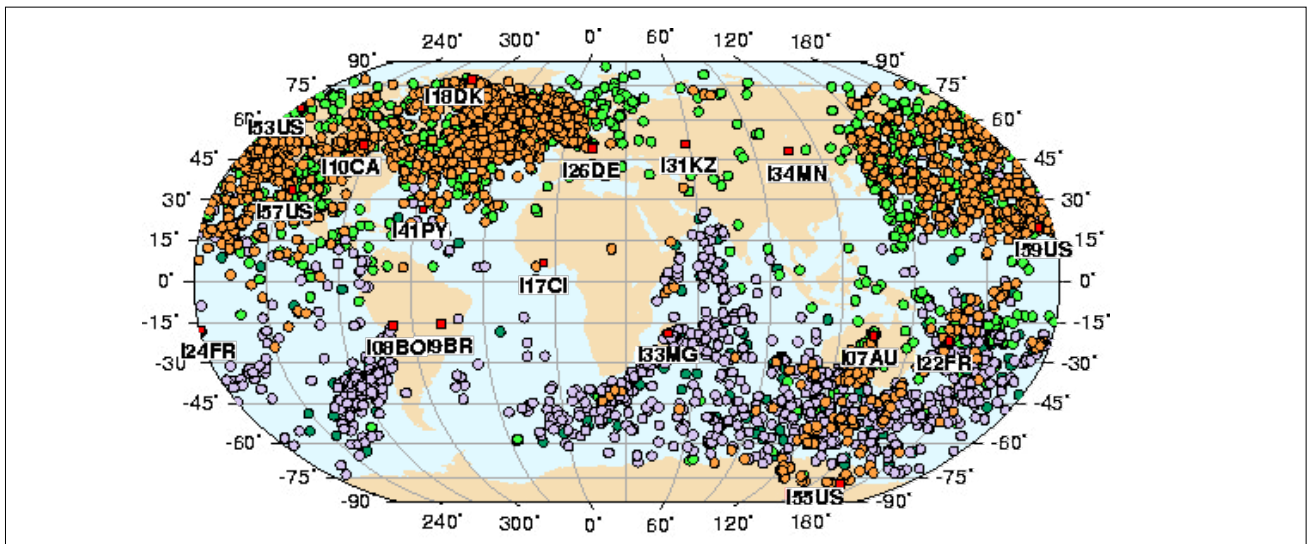 240° 300° 0° 60° 120° 180°
90° 90°
75° 75°
60° 60°
45° 45°
30° 30°
15° 15°
0° 0°
-15° -15°
-30 -30°
-45° -45°
-60° -60°
-75° -75°
-90° -90°
240° 300° 0° 60° 120° 180°
I18DK
I53US
I10CA
I26DE
I31KZ
I34MN
I57US
I41PY
I59US
I17CI
I24FR
I08BO
I9BR
I33MG
I07AU
I22FR
I55US